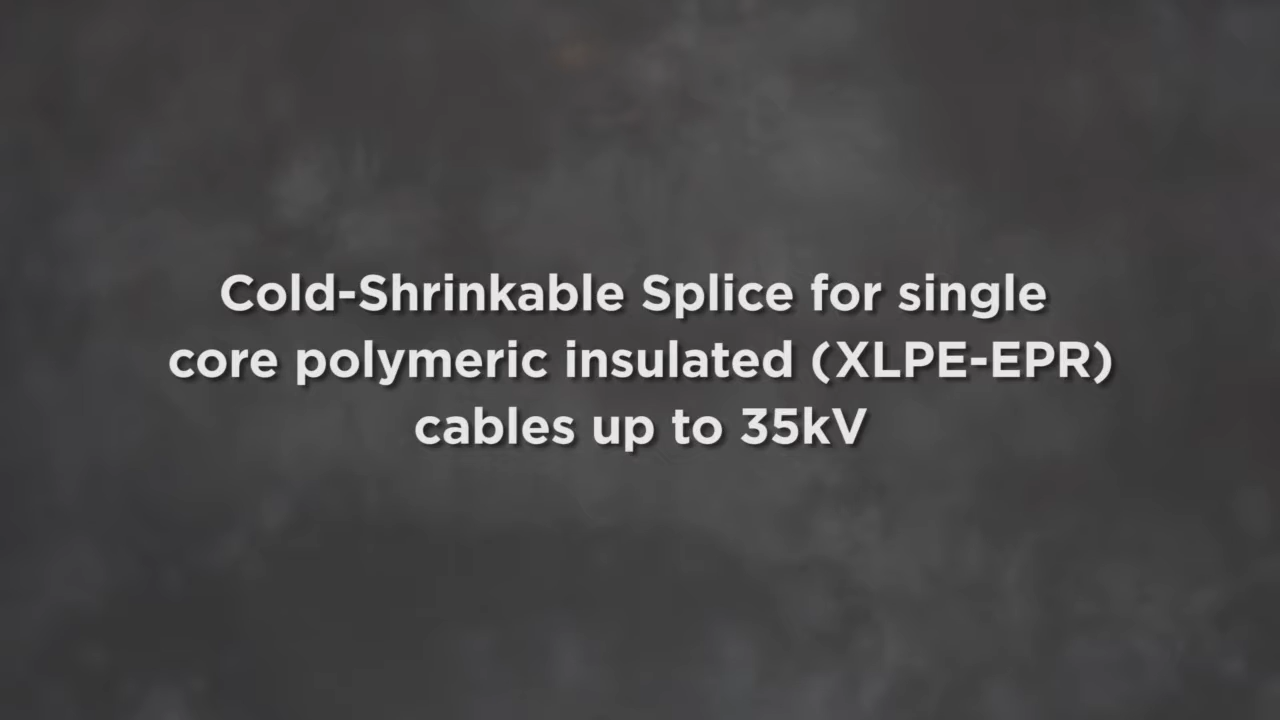 Cold-Shrinkable Splice for single
core polymeric insulated (XLPE-EPR)
cables up to 35kV